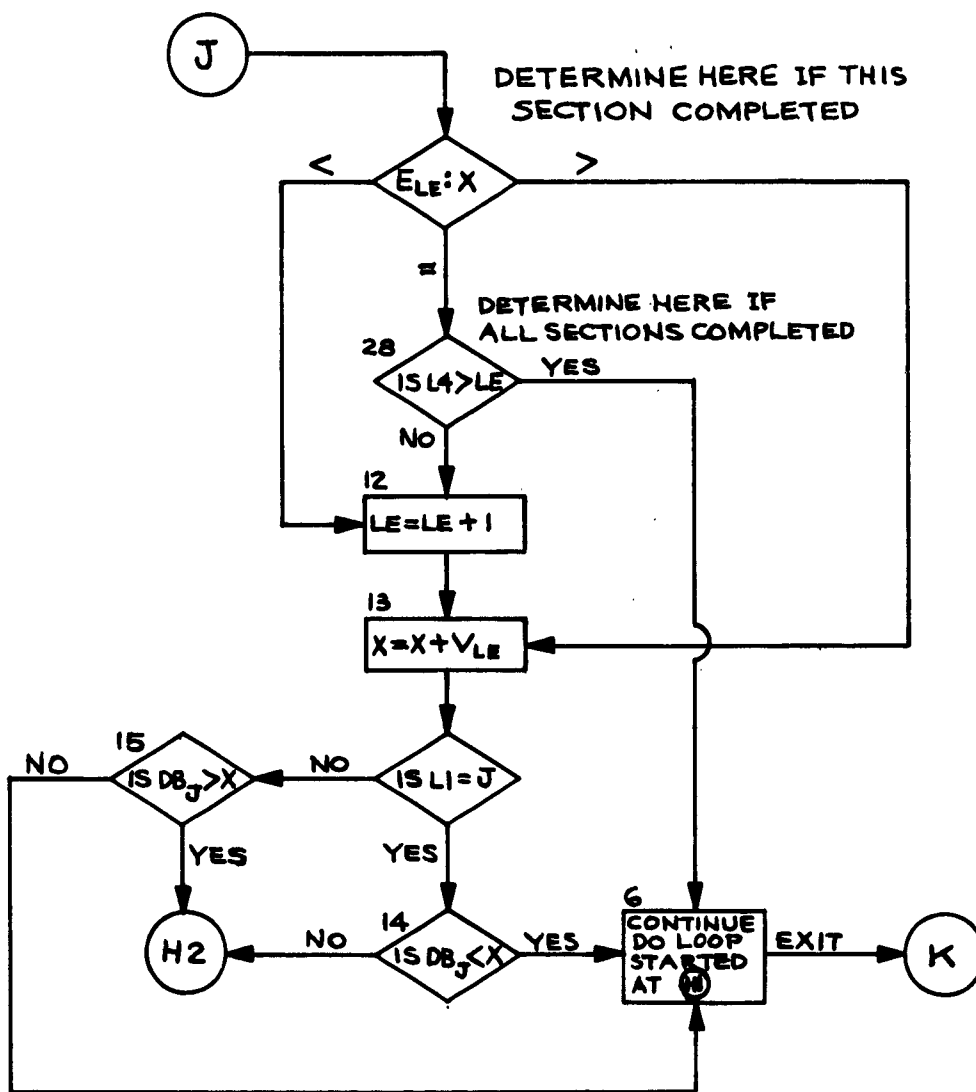 J
DETERMINE HERE IF THIS
SECTION COMPLETED
<
>
E_LE : X
=
DETERMINE HERE IF
ALL SECTIONS COMPLETED
28
IS L4>LE
YES
NO
12
LE=LE+1
13
X=X+V_LE
15
NO
IS DB_J>X
NO
IS L1=J
YES
YES
H2
NO
14
IS DB_J<X
YES
6
CONTINUE
DO LOOP
STARTED
AT
EXIT
K